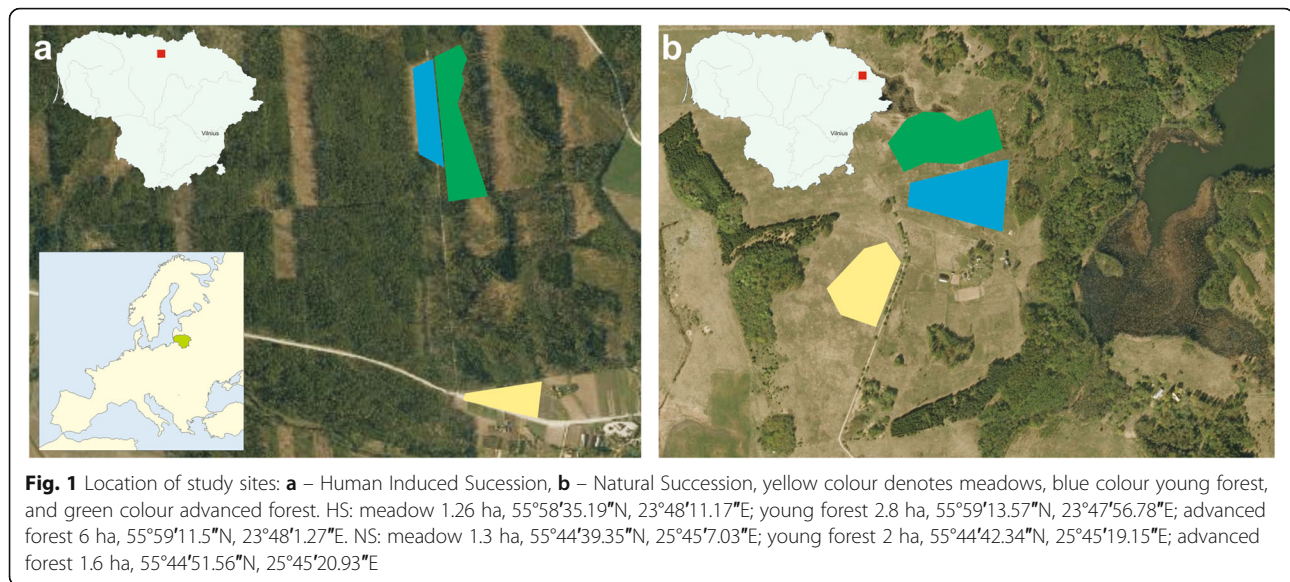 a
Vilnius
b
Vilnius
Fig. 1 Location of study sites: a – Human Induced Sucession, b – Natural Succession, yellow colour denotes meadows, blue colour young forest,
and green colour advanced forest. HS: meadow 1.26 ha, 55°58′35.19″N, 23°48′11.17″E; young forest 2.8 ha, 55°59′13.57″N, 23°47′56.78″E; advanced
forest 6 ha, 55°59′11.5″N, 23°48′1.27″E. NS: meadow 1.3 ha, 55°44′39.35″N, 25°45′7.03″E; young forest 2 ha, 55°44′42.34″N, 25°45′19.15″E; advanced
forest 1.6 ha, 55°44′51.56″N, 25°45′20.93″E